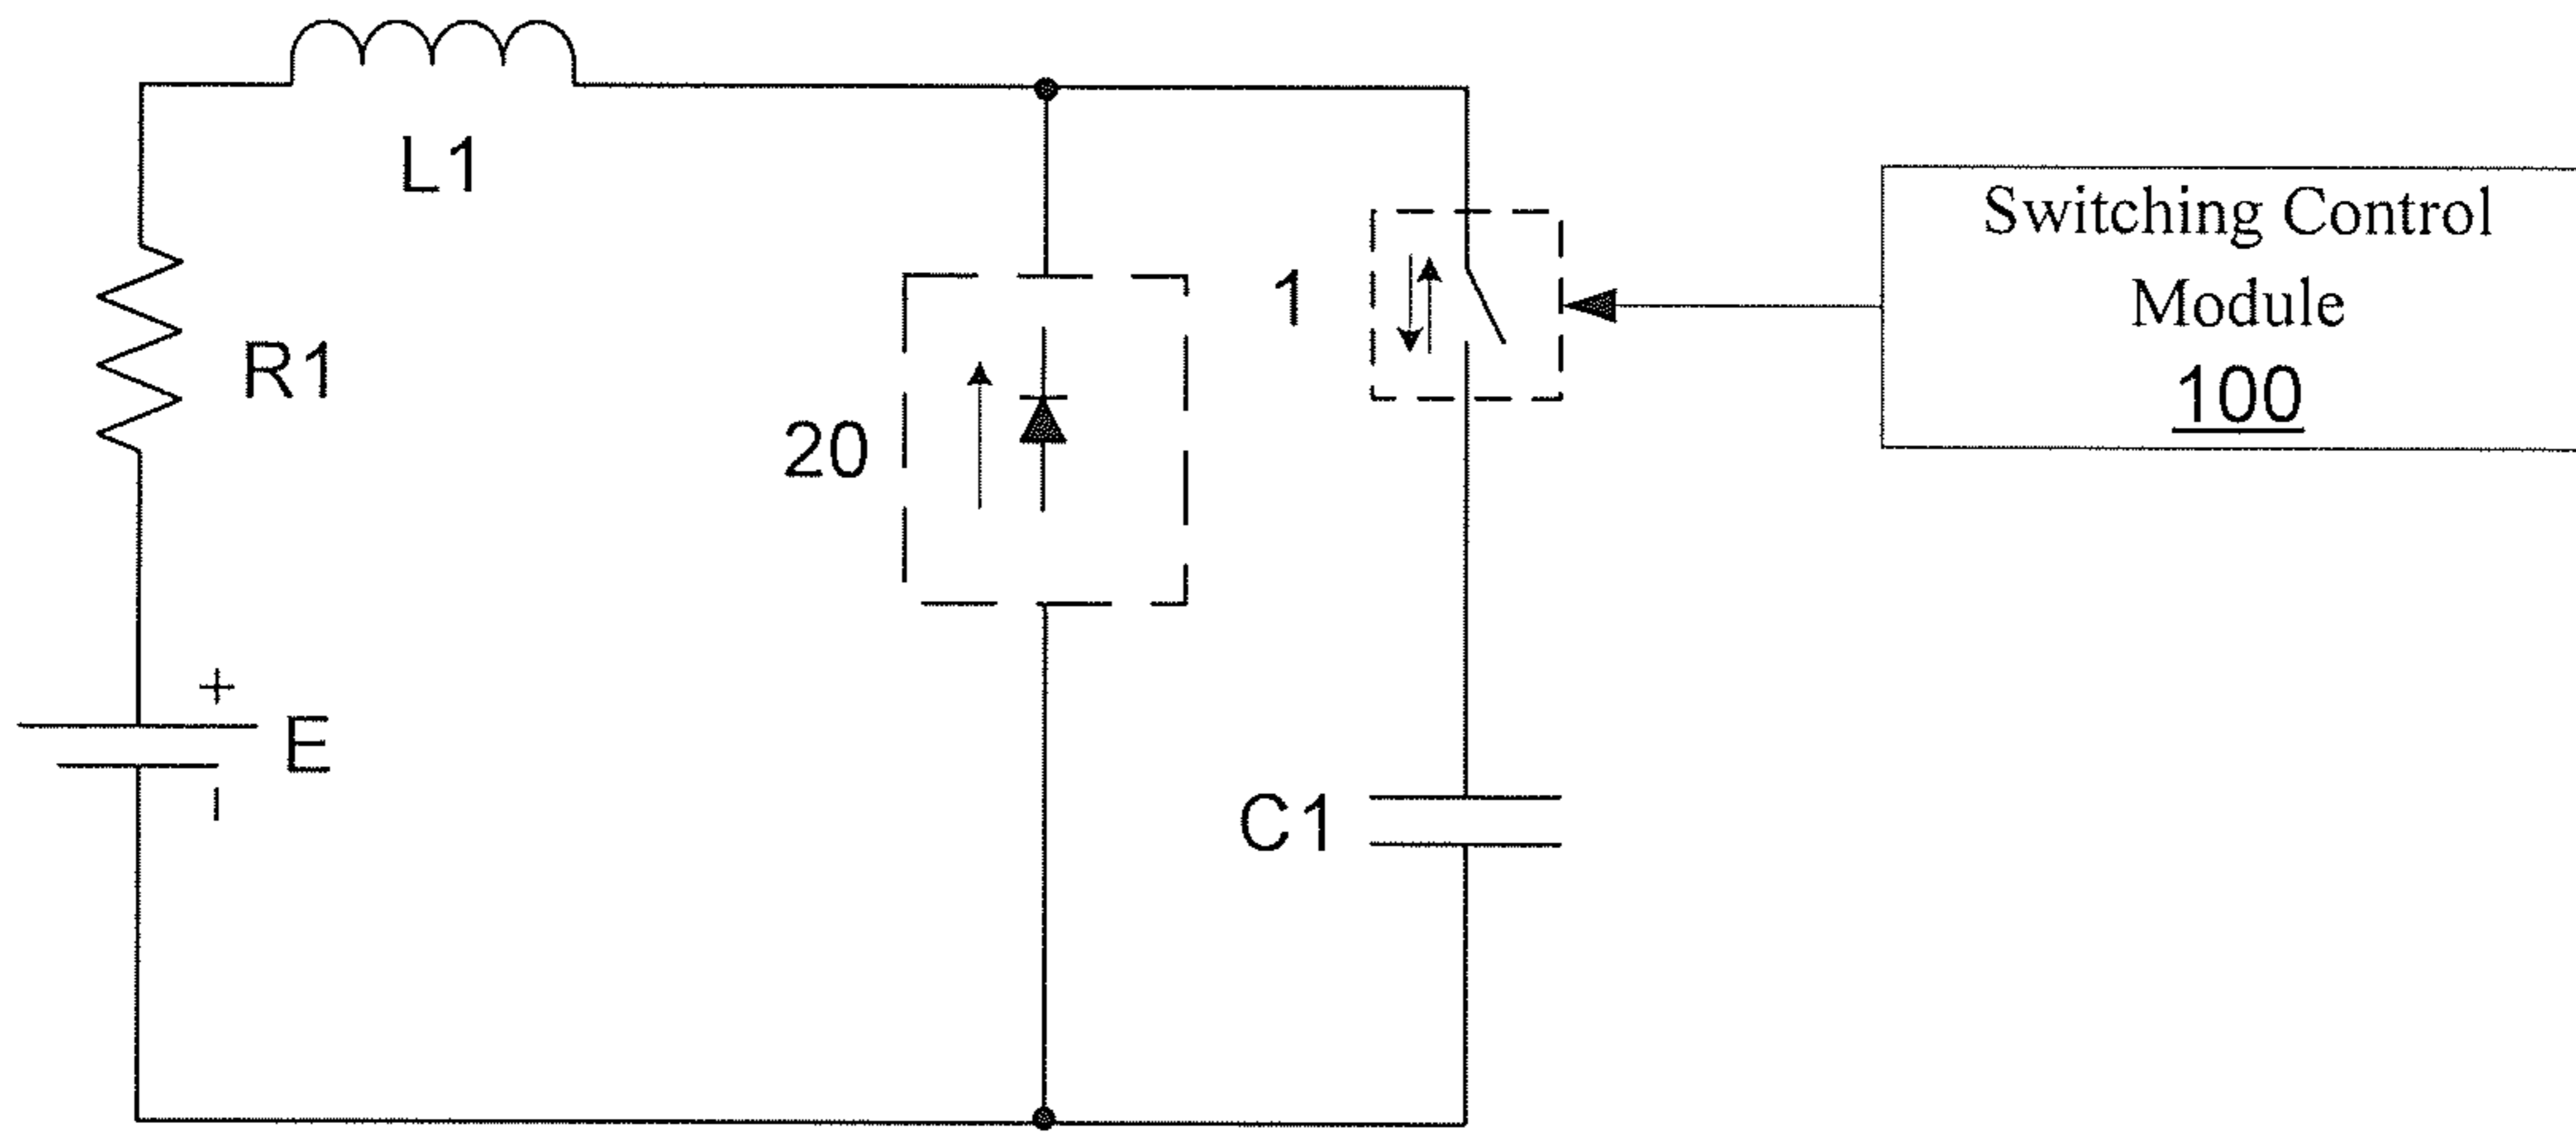 L1
R1
E
+
−
20
1
C1
Switching Control
Module
100